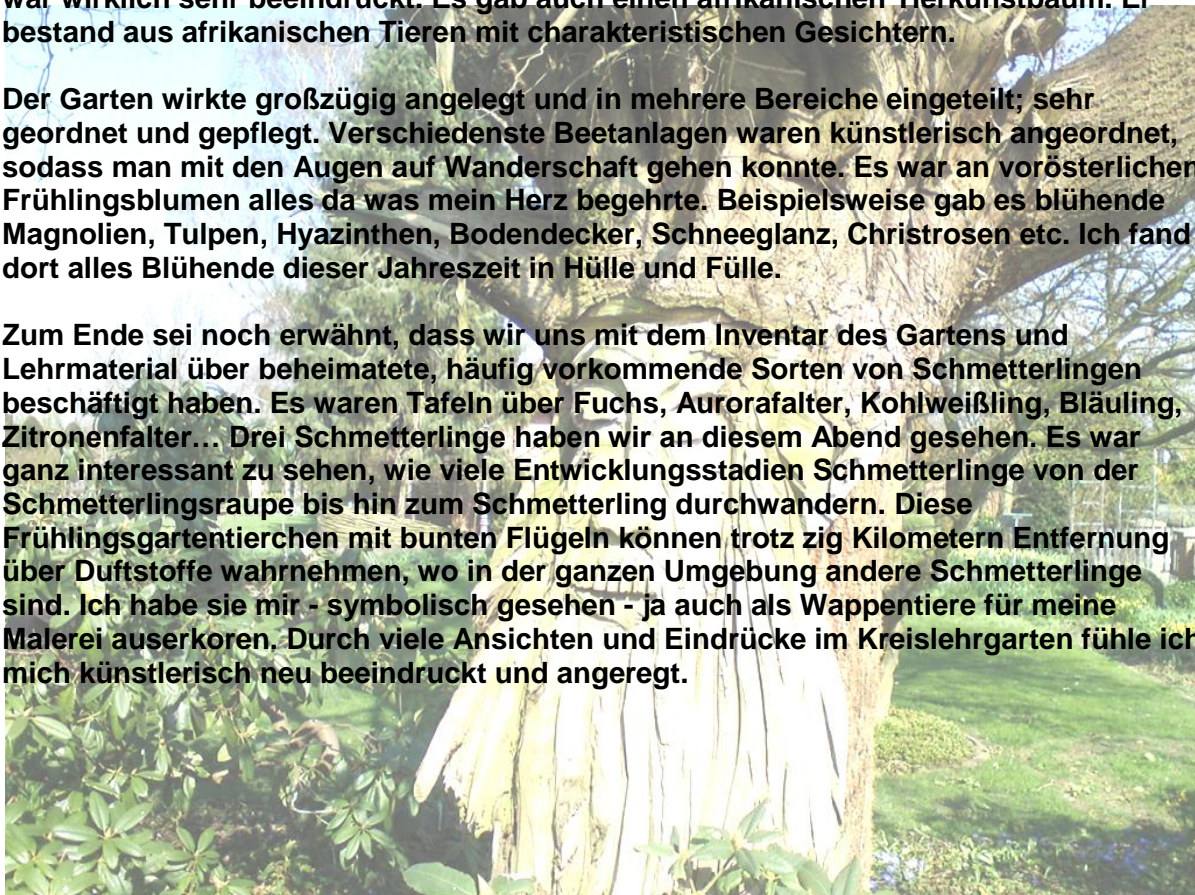 war wirklich sehr beeindruckt. Es gab auch einen afrikanischen Tierkunstbaum. Er
bestand aus afrikanischen Tieren mit charakteristischen Gesichtern.
Der Garten wirkte großzügig angelegt und in mehrere Bereiche eingeteilt; sehr
geordnet und gepflegt. Verschiedenste Beetanlagen waren künstlerisch angeordnet,
sodass man mit den Augen auf Wanderschaft gehen konnte. Es war an vorösterlichen
Frühlingsblumen alles da was mein Herz begehrte. Beispielsweise gab es blühende
Magnolien, Tulpen, Hyazinthen, Bodendecker, Schneeglanz, Christrosen etc. Ich fand
dort alles Blühende dieser Jahreszeit in Hülle und Fülle.
Zum Ende sei noch erwähnt, dass wir uns mit dem Inventar des Gartens und
Lehrmaterial über beheimatete, häufig vorkommende Sorten von Schmetterlingen
beschäftigt haben. Es waren Tafeln über Fuchs, Aurorafalter, Kohlweißling, Bläuling,
Zitronenfalter… Drei Schmetterlinge haben wir an diesem Abend gesehen. Es war
ganz interessant zu sehen, wie viele Entwicklungsstadien Schmetterlinge von der
Schmetterlingsraupe bis hin zum Schmetterling durchwandern. Diese
Frühlingsgartentierchen mit bunten Flügeln können trotz zig Kilometern Entfernung
über Duftstoffe wahrnehmen, wo in der ganzen Umgebung andere Schmetterlinge
sind. Ich habe sie mir - symbolisch gesehen - ja auch als Wappentiere für meine
Malerei auserkoren. Durch viele Ansichten und Eindrücke im Kreislehrgarten fühle ich
mich künstlerisch neu beeindruckt und angeregt.